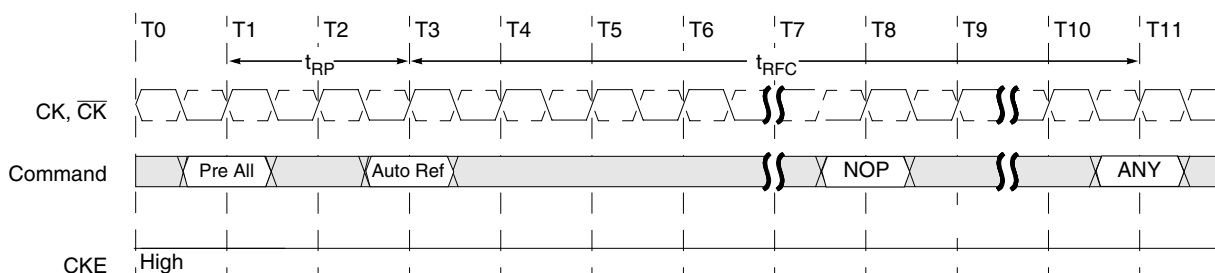 T0 T1 T2 T3 T4 T5 T6 T7 T8 T9 T10 T11
tRP tRFC
CK, C̅K̅
Command Pre All Auto Ref NOP ANY
CKE High